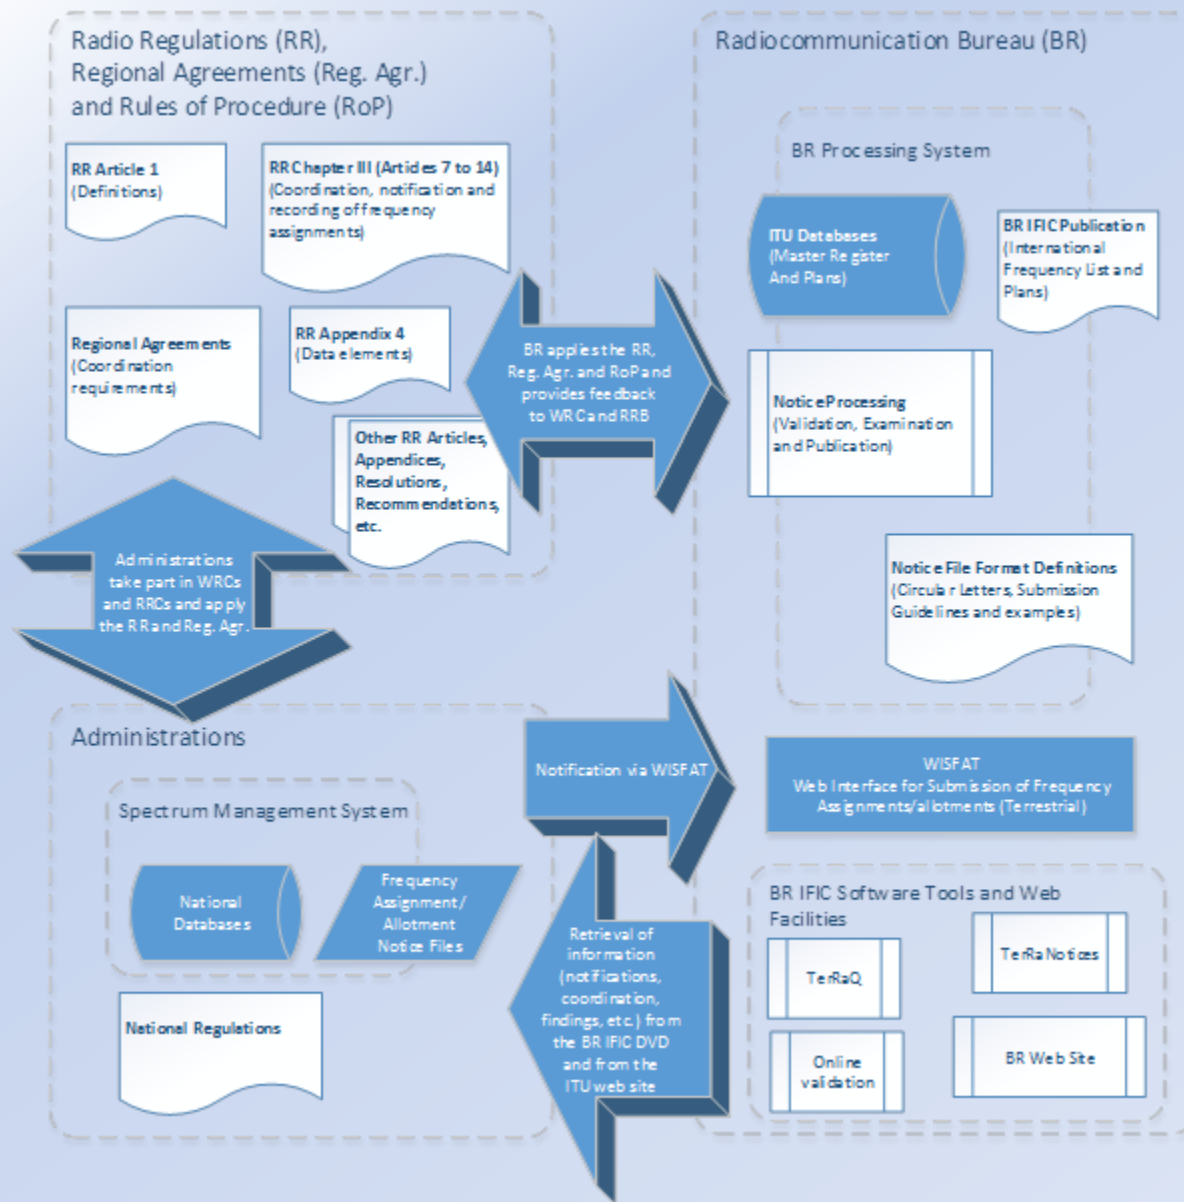 Radio Regulations (RR),
Regional Agreements (Reg. Agr.)
and Rules of Procedure (RoP)
RR Article 1
(Definitions)
RR Chapter III (Articles 7 to 14)
(Coordination, notification and
recording of frequency
assignments)
Regional Agreements
(Coordination
requirements)
RR Appendix 4
(Data elements)
Other RR Articles,
Appendices,
Resolutions,
Recommendations,
etc.
BR applies the RR,
Reg. Agr. and RoP and
provides feedback
to WRC and RRB
Radiocommunication Bureau (BR)
BR Processing System
ITU Databases
(Master Register
And Plans)
BR IFIC Publication
(International
Frequency List and
Plans)
Notice Processing
(Validation, Examination
and Publication)
Notice File Format Definitions
(Circular Letters, Submission
Guidelines and examples)
Administrations
take part in WRCs
and RRCs and apply
the RR and Reg. Agr.
Administrations
Spectrum Management System
National
Databases
Frequency
Assignment/
Allotment
Notice Files
National Regulations
Notification via WISFAT
WISFAT
Web Interface for Submission of Frequency
Assignments/allotments (Terrestrial)
Retrieval of
information
(notifications,
coordination,
findings, etc.) from
the BR IFIC DVD
and from the
ITU web site
BR IFIC Software Tools and Web
Facilities
TerRaQ
TerRaNotices
Online
validation
BR Web Site